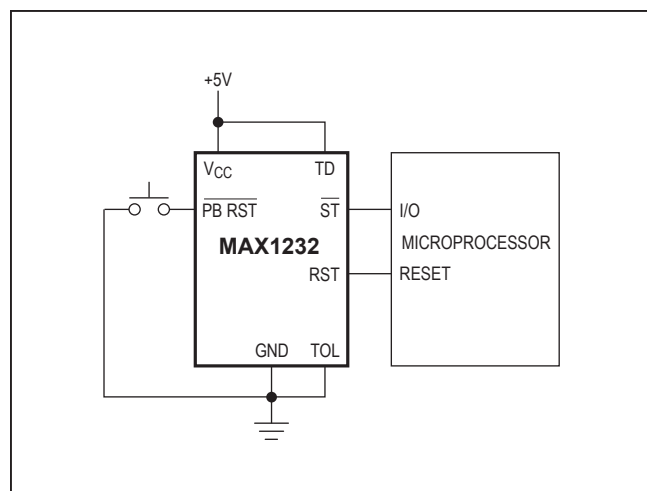 +5V
VCC TD
PB RST ST I/O
MAX1232 MICROPROCESSOR
RST RESET
GND TOL